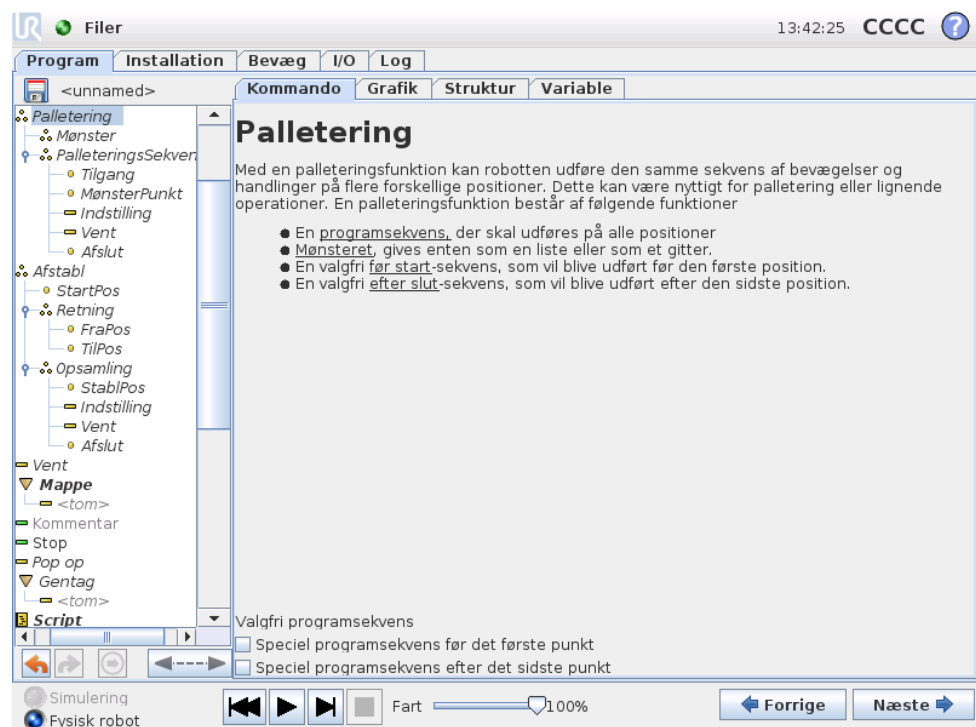 UR Filer 13:42:25 CCCC ?
Program Installation Bevæg I/O Log
<unnamed>
Kommando Grafik Struktur Variable
Palletering
Mønster
PalleteringsSekven
Tilgang
MønsterPunkt
Indstilling
Vent
Afslut
Afstabl
StartPos
Retning
FraPos
TilPos
Opsamling
StablPos
Indstilling
Vent
Afslut
Vent
Mappe
<tom>
Kommentar
Stop
Pop op
Gentag
<tom>
Script
Palletering
Med en palleteringsfunktion kan robotten udføre den samme sekvens af bevægelser og
handlinger på flere forskellige positioner. Dette kan være nyttigt for palletering eller lignende
operationer. En palleteringsfunktion består af følgende funktioner
● En programsekvens, der skal udføres på alle positioner
● Mønsteret, gives enten som en liste eller som et gitter.
● En valgfri før start-sekvens, som vil blive udført før den første position.
● En valgfri efter slut-sekvens, som vil blive udført efter den sidste position.
Valgfri programsekvens
Speciel programsekvens før det første punkt
Speciel programsekvens efter det sidste punkt
Simulering
Fysisk robot
Fart 100%
Forrige Næste